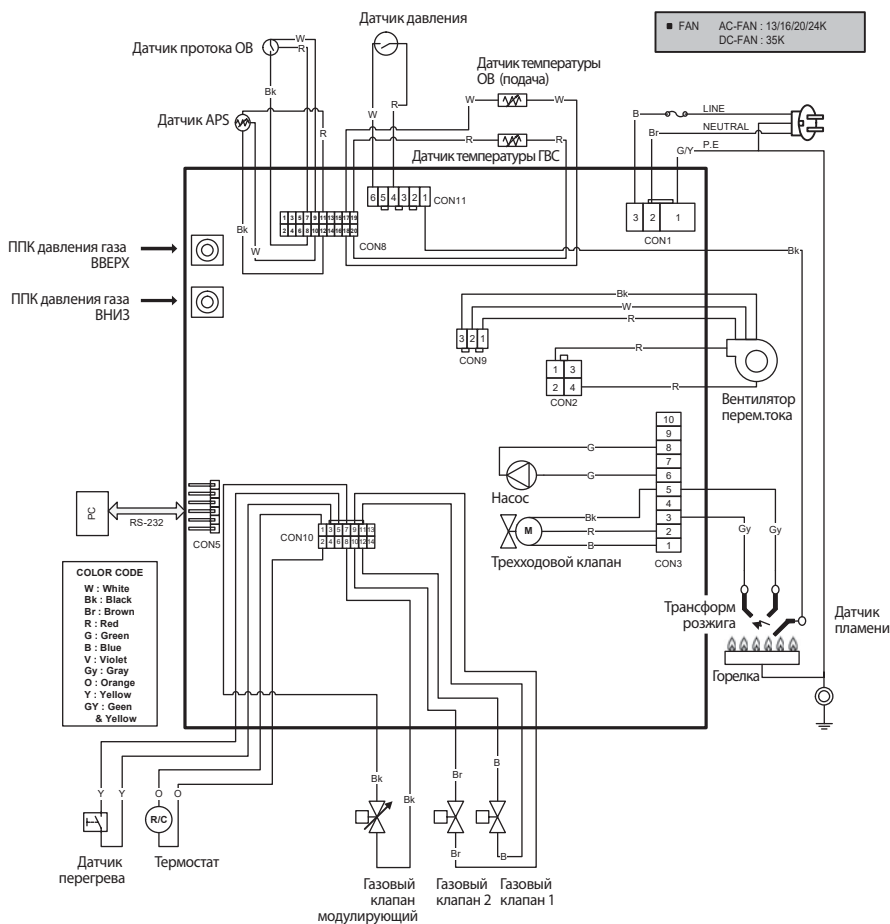 Датчик давления
■ FAN AC-FAN : 13/16/20/24K
DC-FAN : 35K
Датчик протока ОВ
W
R
Bk
Датчик APS
R
W
R
Датчик температуры
ОВ (подача)
W
W
R
R
Датчик температуры ГВС
B
LINE
Br
NEUTRAL
G/Y
P.E
6 5 4 3 2 1
CON11
1 3 5 7 9 11 13 15 17 19
2 4 6 8 10 12 14 16 18 20
CON8
3 2 1
CON1
Bk
W
Bk
ППК давления газа
ВВЕРХ
ППК давления газа
ВНИЗ
Bk
W
R
3 2 1
CON9
R
1 3
2 4
CON2
R
Вентилятор
перем.тока
10
9
8
7
6
5
4
3
2
1
CON3
G
G
Насос
Bk
R
B
M
Трехходовой клапан
Gy
Gy
PC
RS-232
CON5
CON10
1 3 5 7 9 11 13
2 4 6 8 10 12 14
COLOR CODE
W : White
Bk : Black
Br : Brown
R : Red
G : Green
B : Blue
V : Violet
Gy : Gray
O : Orange
Y : Yellow
GY : Geen
& Yellow
Трансформ
розжига
Датчик
пламени
Горелка
Y
Y
O
O
R/C
Bk
Bk
Br
Br
B
B
Датчик
перегрева
Термостат
Газовый
клапан
модулирующий
Газовый
клапан 2
Газовый
клапан 1